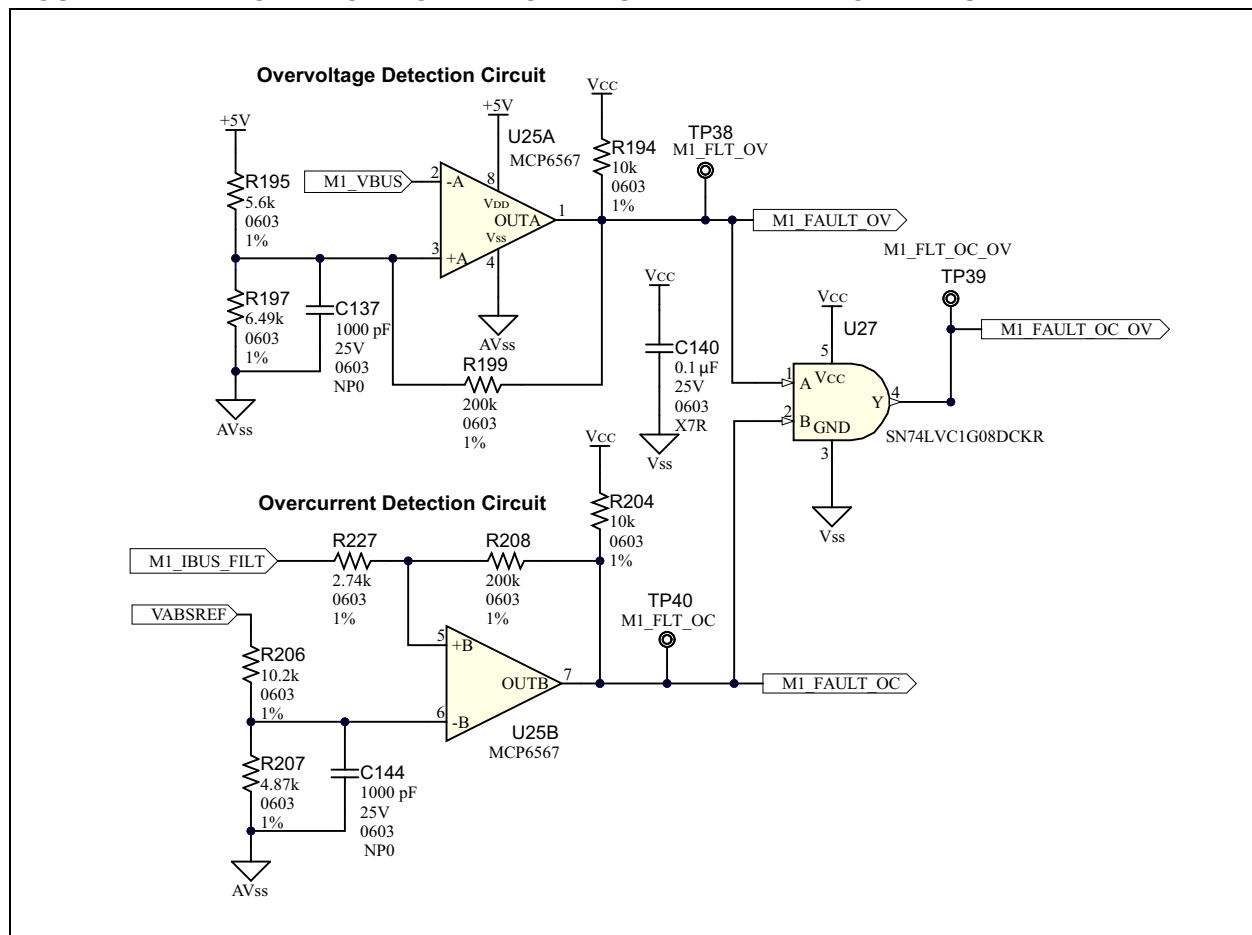 Overvoltage Detection Circuit
+5V
R195
5.6k
0603
1%
R197
6.49k
0603
1%
AVss
C137
1000 pF
25V
0603
NP0
M1_VBUS
+5V
U25A
MCP6567
2
-A
8
VDD
OUTA
1
Vss
3
+A
4
AVss
R199
200k
0603
1%
Vcc
R194
10k
0603
1%
TP38
M1_FLT_OV
M1_FAULT_OV
Vcc
C140
0.1 µF
25V
0603
X7R
Vss
M1_FLT_OC_OV
TP39
M1_FAULT_OC_OV
Vcc
U27
5
Vcc
1
A
2
B
GND
Y
4
3
SN74LVC1G08DCKR
Vss
Overcurrent Detection Circuit
M1_IBUS_FILT
R227
2.74k
0603
1%
R208
200k
0603
1%
Vcc
R204
10k
0603
1%
VABSREF
R206
10.2k
0603
1%
R207
4.87k
0603
1%
AVss
C144
1000 pF
25V
0603
NP0
5
+B
6
-B
OUTB
7
U25B
MCP6567
TP40
M1_FLT_OC
M1_FAULT_OC